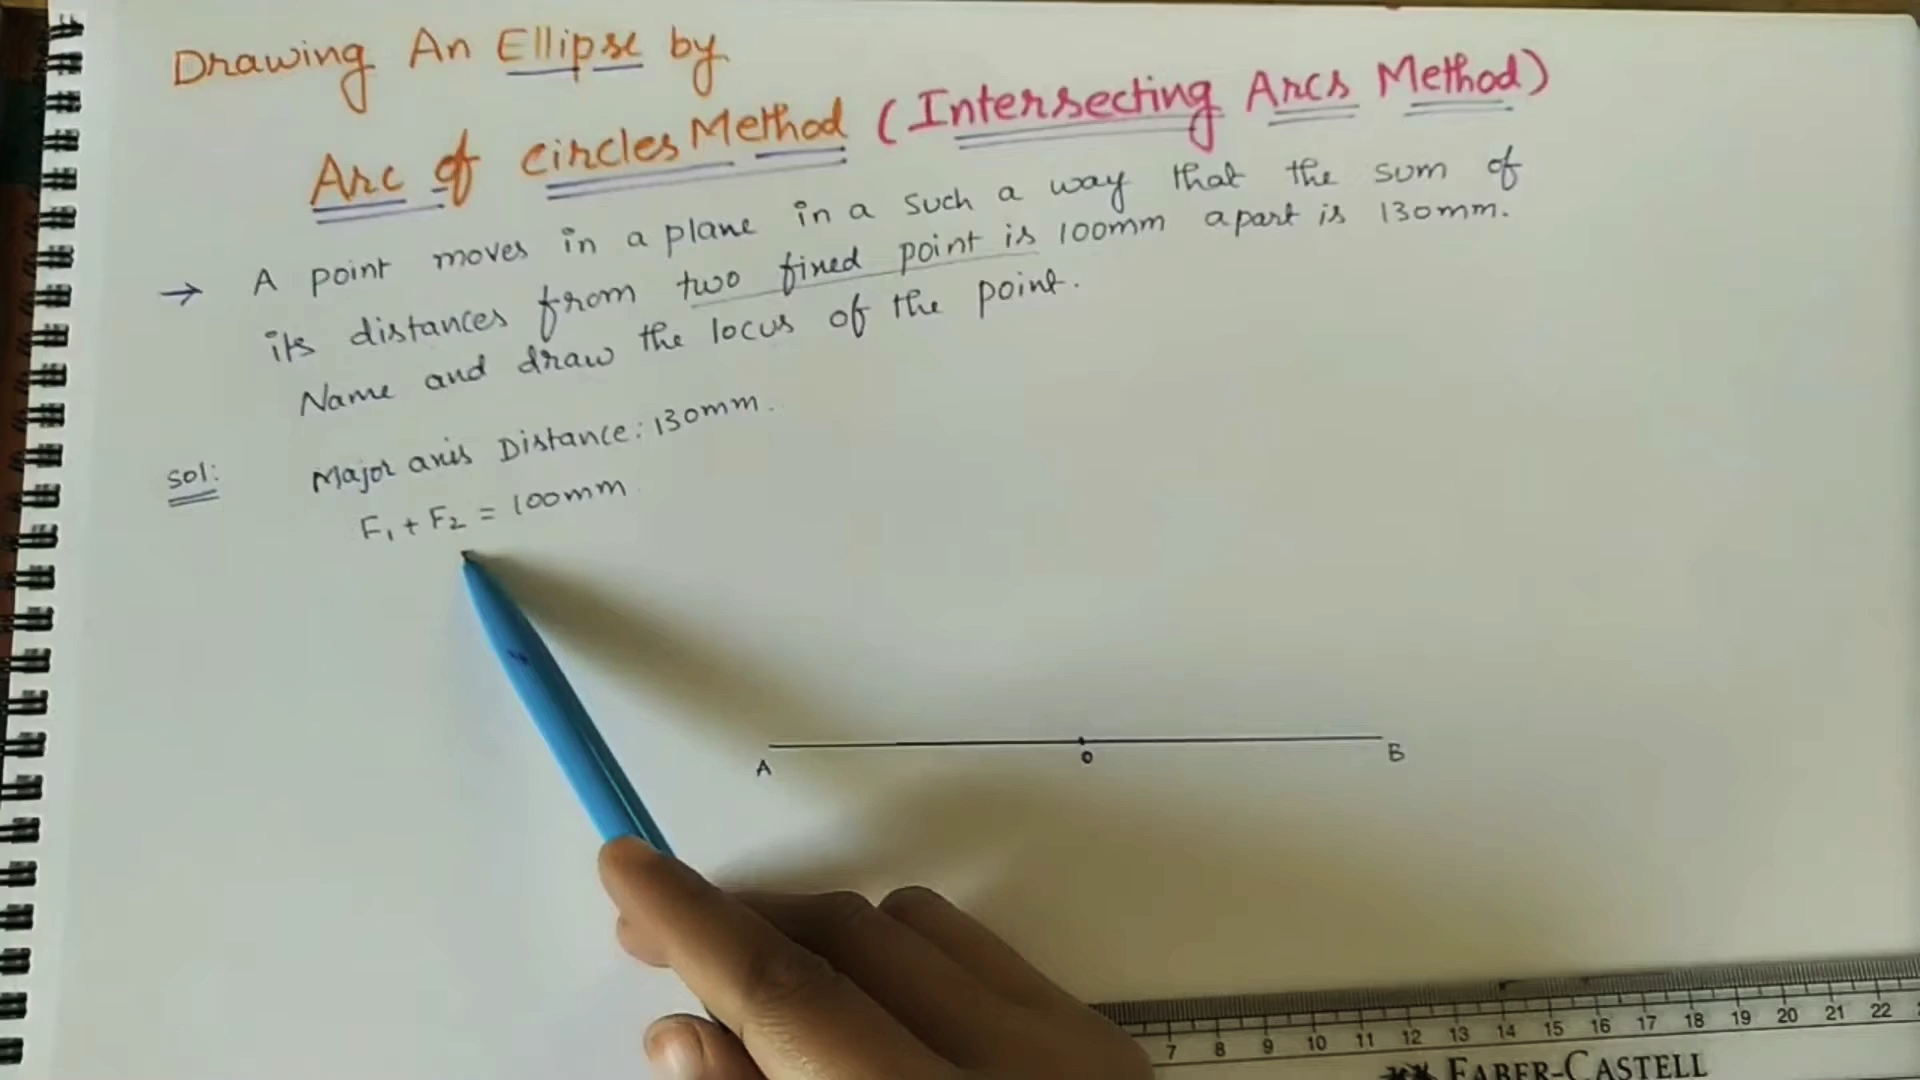 Drawing An Ellipse by
Arc of circles Method (Intersecting Arcs Method)
→ A point moves in a plane in a such a way that the sum of
its distances from two fixed point is 100mm apart is 130mm.
Name and draw the locus of the point.
Sol: Major axis Distance: 130mm.
F₁ + F₂ = 100mm
A O B
7 8 9 10 11 12 13 14 15 16 17 18 19 20 21 22
FABER-CASTELL